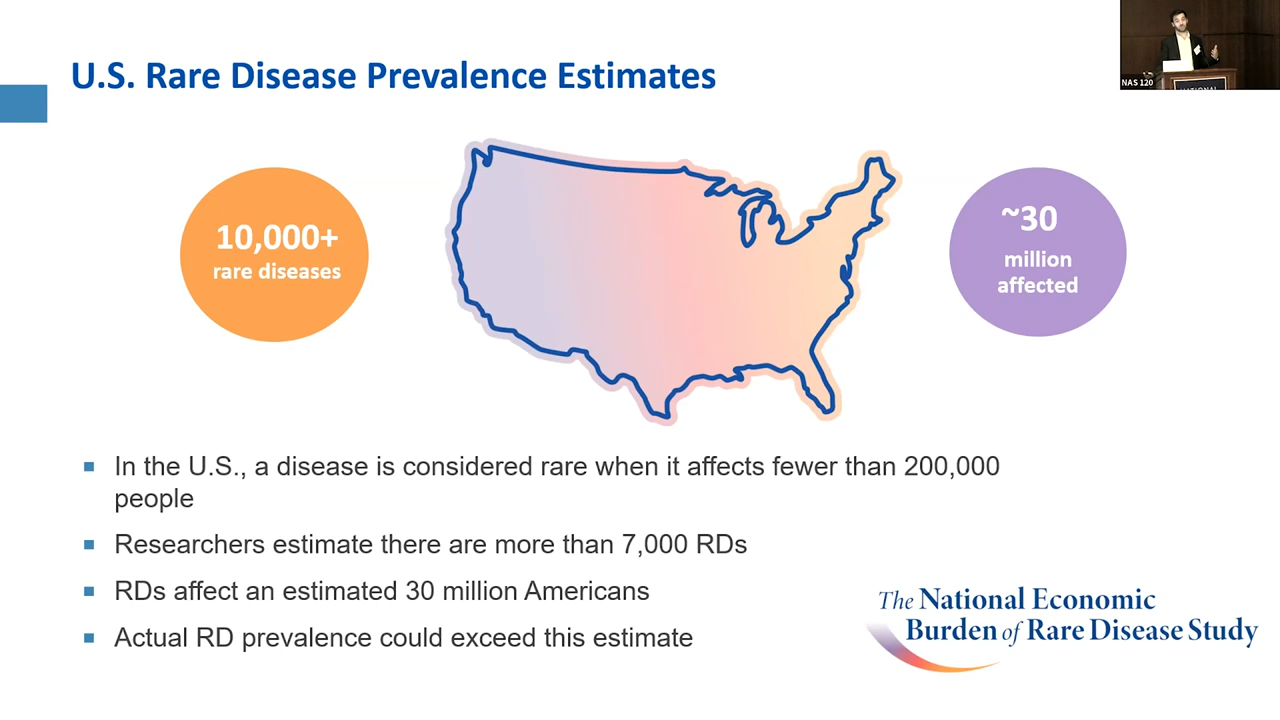 U.S. Rare Disease Prevalence Estimates
NAS 120
NATIONAL
10,000+
rare diseases
~30
million
affected
In the U.S., a disease is considered rare when it affects fewer than 200,000
people
Researchers estimate there are more than 7,000 RDs
RDs affect an estimated 30 million Americans
Actual RD prevalence could exceed this estimate
The National Economic
Burden of Rare Disease Study